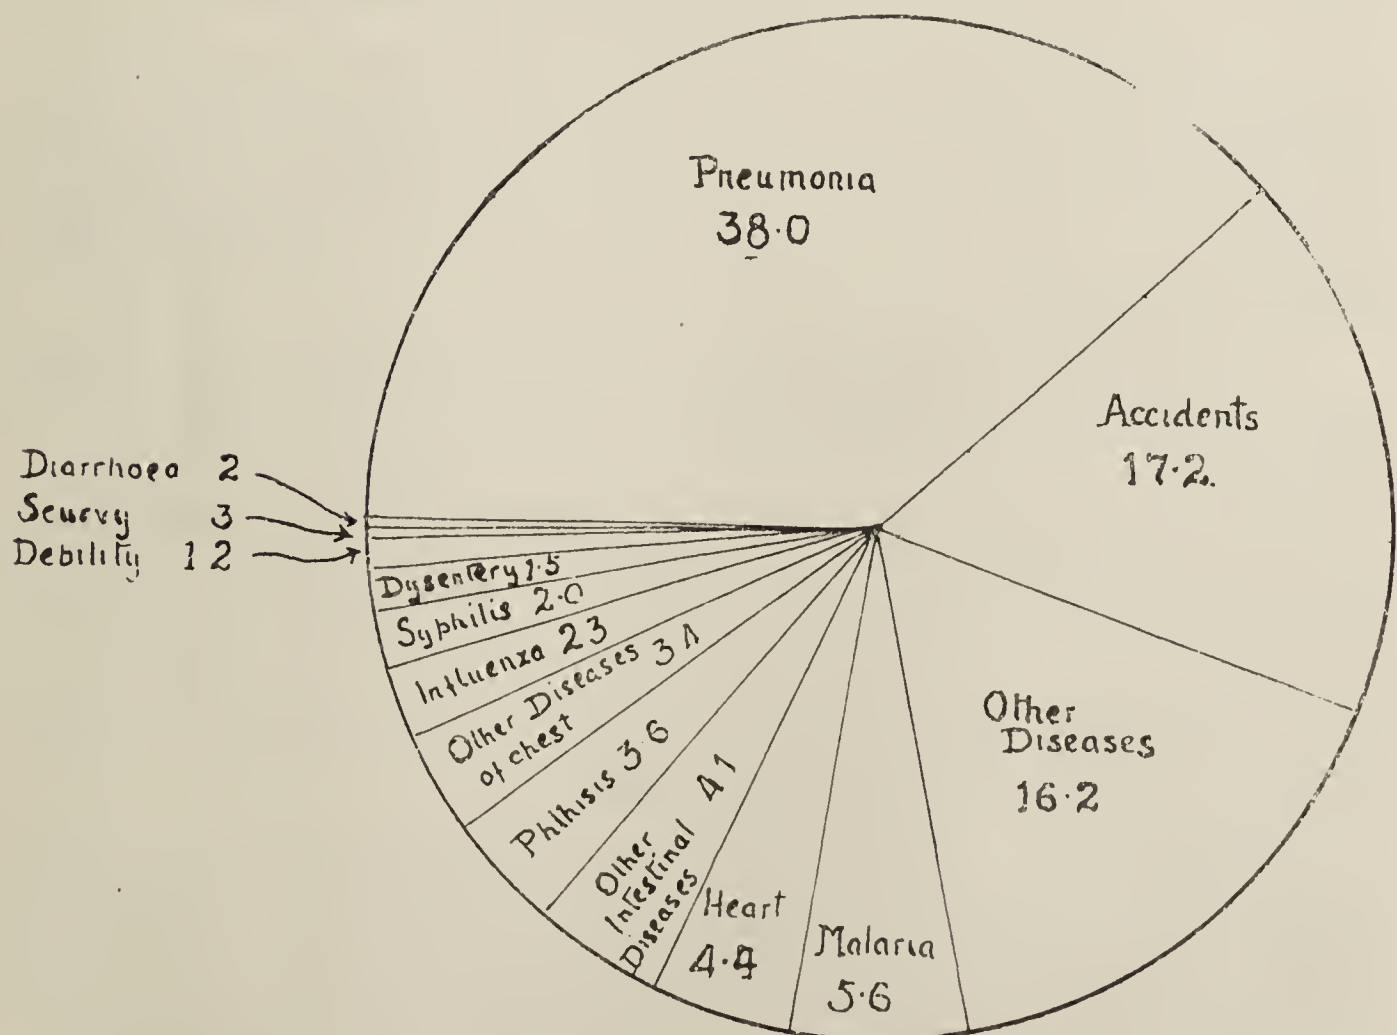 Pneumonia
38·0
Accidents
17·2
Diarrhoea 2
Scurvy 3
Debility 1 2
Dysentery 1·5
Syphilis 2·0
Influenza 2 3
Other Diseases 3 4
of chest
Phthisis 3·6
Other
Intestinal 4 1
Diseases
Heart
4·4
Malaria
5·6
Other
Diseases
16·2